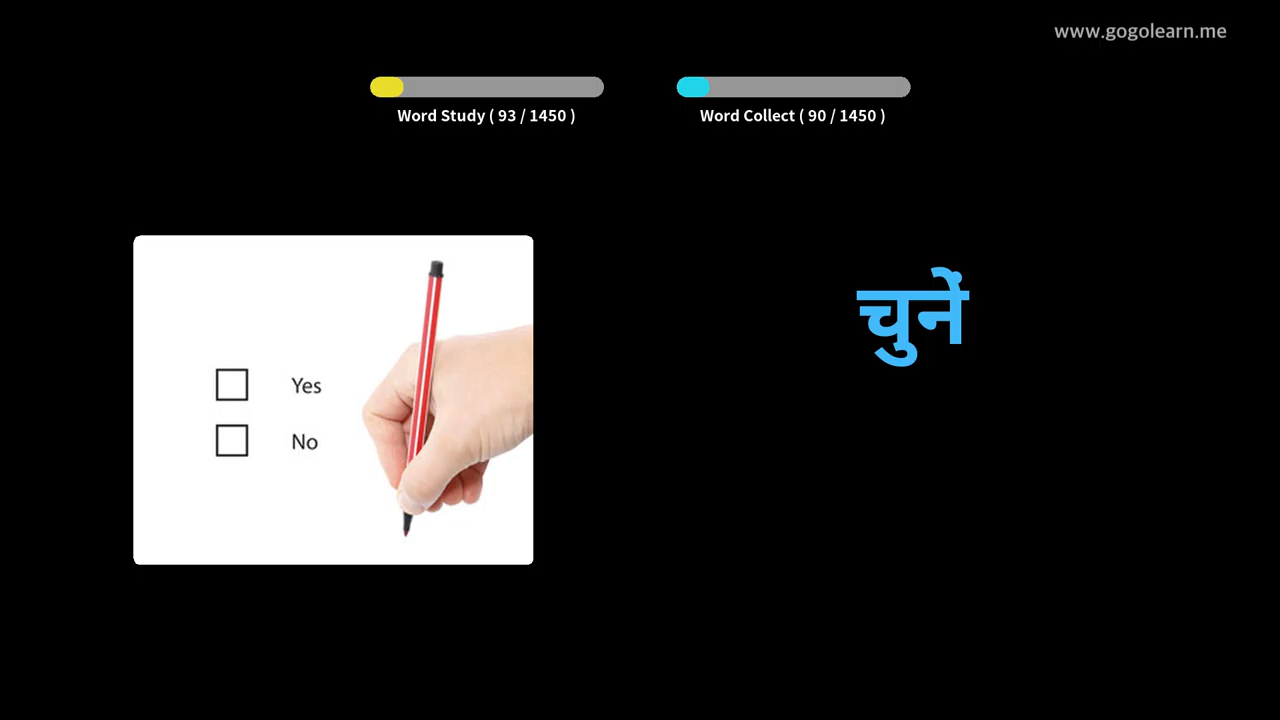 www.gogolearn.me
Word Study ( 93 / 1450 )
Word Collect ( 90 / 1450 )
चुनें
Yes
No